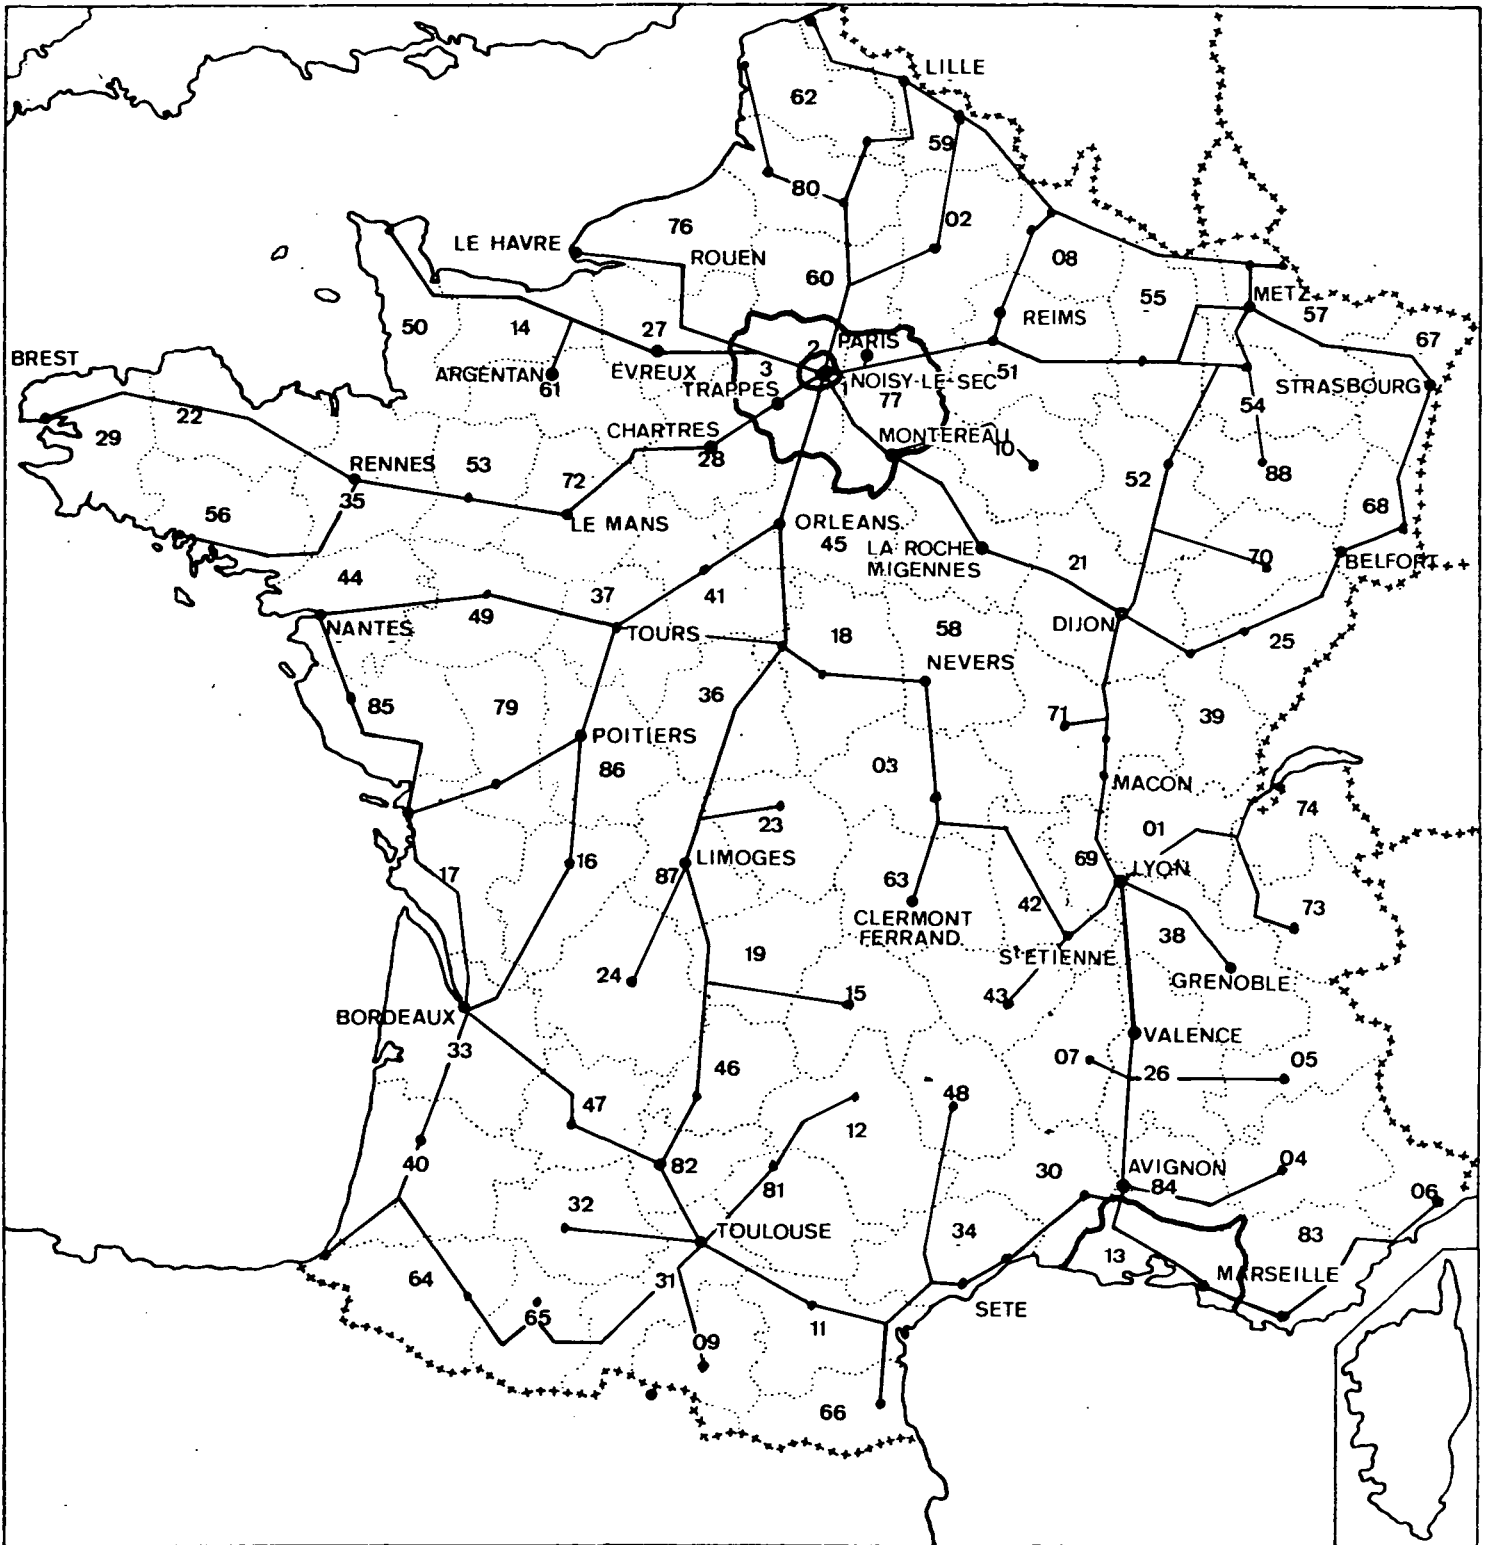 LILLE
62
59
80
02
76
LE HAVRE
ROUEN
60
08
55
METZ
57
67
REIMS
50
14
27
2
PARIS
BREST
ARGENTAN
61
EVREUX
3
TRAPPES
1
NOISY-LE-SEC
51
77
STRASBOURG
54
22
29
CHARTRES
28
MONTEREAU
10
RENNES
53
72
52
88
35
56
LE MANS
68
ORLEANS
45
LA ROCHE
MIGENNES
21
70
BELFORT
44
37
41
NANTES
49
TOURS
18
58
DIJON
25
NEVERS
36
85
79
71
39
POITIERS
86
03
MACON
74
23
01
17
16
LIMOGES
87
69
LYON
63
CLERMONT
FERRAND
42
73
38
19
ST ETIENNE
24
15
43
GRENOBLE
BORDEAUX
33
VALENCE
07
26
05
46
48
47
12
40
82
81
30
AVIGNON
84
04
06
32
TOULOUSE
34
83
13
64
31
MARSEILLE
65
SETE
11
09
66